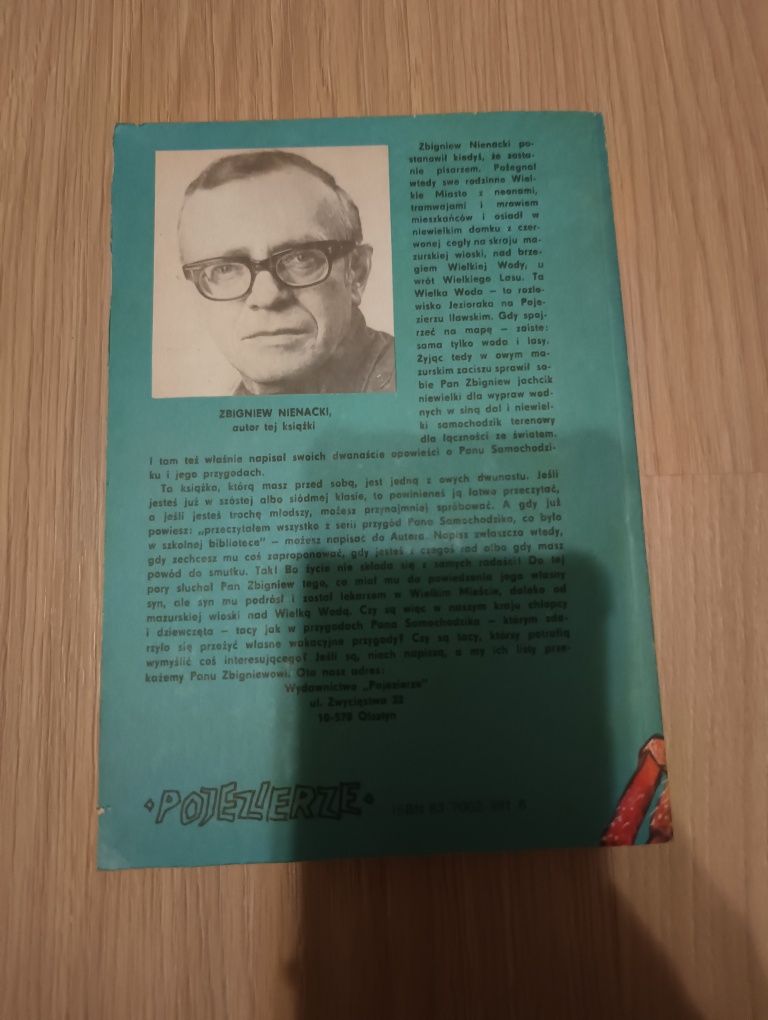 Zbigniew Nienacki po-
stanowił kiedyś, że zosta-
nie pisarzem. Pożegnał
wtedy swe rodzinne Wiel-
kie Miasto z neonami,
tramwajami i mrowiem
mieszkańców i osiadł w
niewielkim domku z czer-
wonej cegły na skraju ma-
zurskiej wioski, nad brze-
giem Wielkiej Wody, u
wrót Wielkiego Lasu. Ta
Wielka Woda — to rozle-
wisko Jezioraka na Poje-
zierzu Iławskim. Gdy spoj-
rzeć na mapę — zaiste:
sama tylko woda i lasy.
Żyjąc tedy w owym ma-
zurskim zaciszu sprawił so-
bie Pan Zbigniew jachcik
niewielki dla wypraw wod-
nych w siną dal i niewiel-
ki samochodzik terenowy
dla łączności ze światem.
ZBIGNIEW NIENACKI,
autor tej książki
I tam też właśnie napisał swoich dwanaście opowieści o Panu Samochodzi-
ku i jego przygodach.
Ta książka, którą masz przed sobą, jest jedną z owych dwunastu. Jeśli
jesteś już w szóstej albo siódmej klasie, to powinieneś ją łatwo przeczytać,
a jeśli jesteś trochę młodszy, możesz przynajmniej spróbować. A gdy już
powiesz: „przeczytałem wszystko z serii przygód Pana Samochodzika, co było
w szkolnej bibliotece" — możesz napisać do Autora. Napisz zwłaszcza wtedy,
gdy zechcesz mu coś zaproponować, gdy jesteś z czegoś rad albo gdy masz
powód do smutku. Tak! Bo życie nie składa się z samych radości! Do tej
pory słuchał Pan Zbigniew tego, co miał mu do powiedzenia jego własny
syn, ale syn mu podrósł i został lekarzem w Wielkim Mieście, daleko od
mazurskiej wioski nad Wielką Wodą. Czy są więc w naszym kraju chłopcy
i dziewczęta — tacy jak w przygodach Pana Samochodzika — którym zda-
rzyło się przeżyć własne wakacyjne przygody? Czy są tacy, którzy potrafią
wymyślić coś interesującego? Jeśli są, niech napiszą, a my ich listy prze-
każemy Panu Zbigniewowi. Oto nasz adres:
Wydawnictwo „Pojezierze"
ul. Zwycięstwa 32
10-578 Olsztyn
POJEZIERZE
ISBN 83-7002